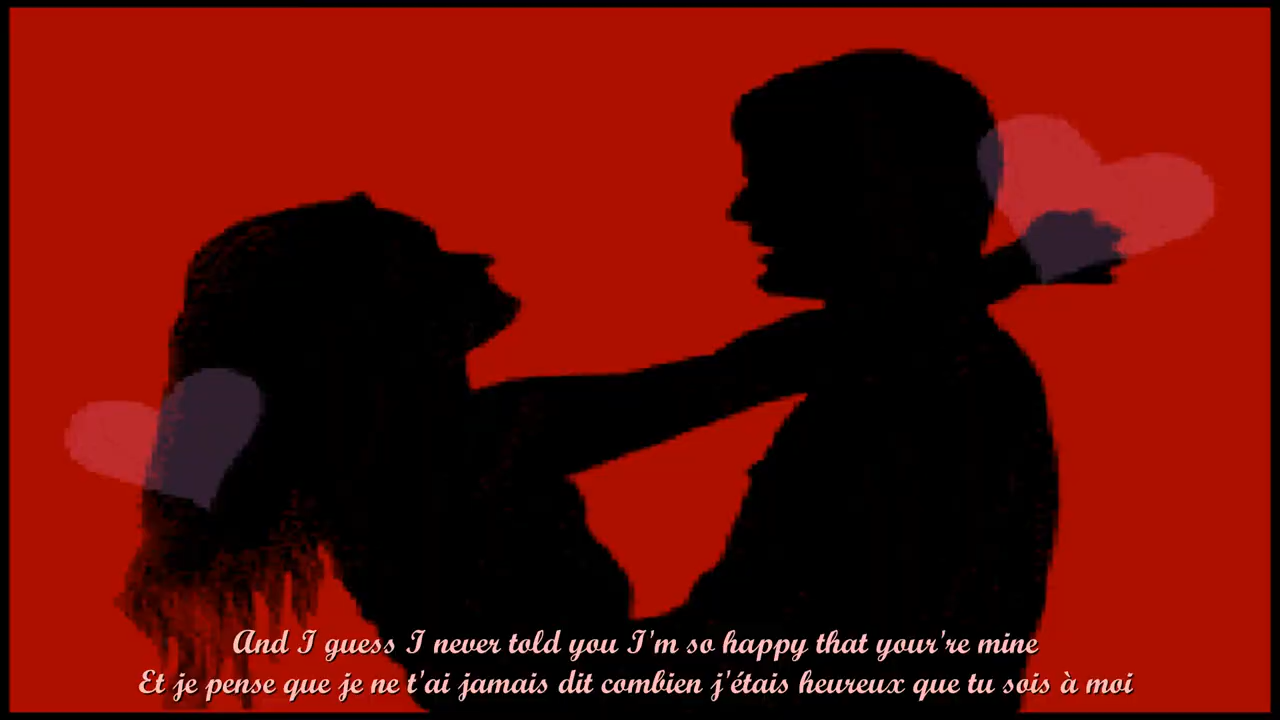 And I guess I never told you I'm so happy that your're mine
Et je pense que je ne t'ai jamais dit combien j'étais heureux que tu sois à moi